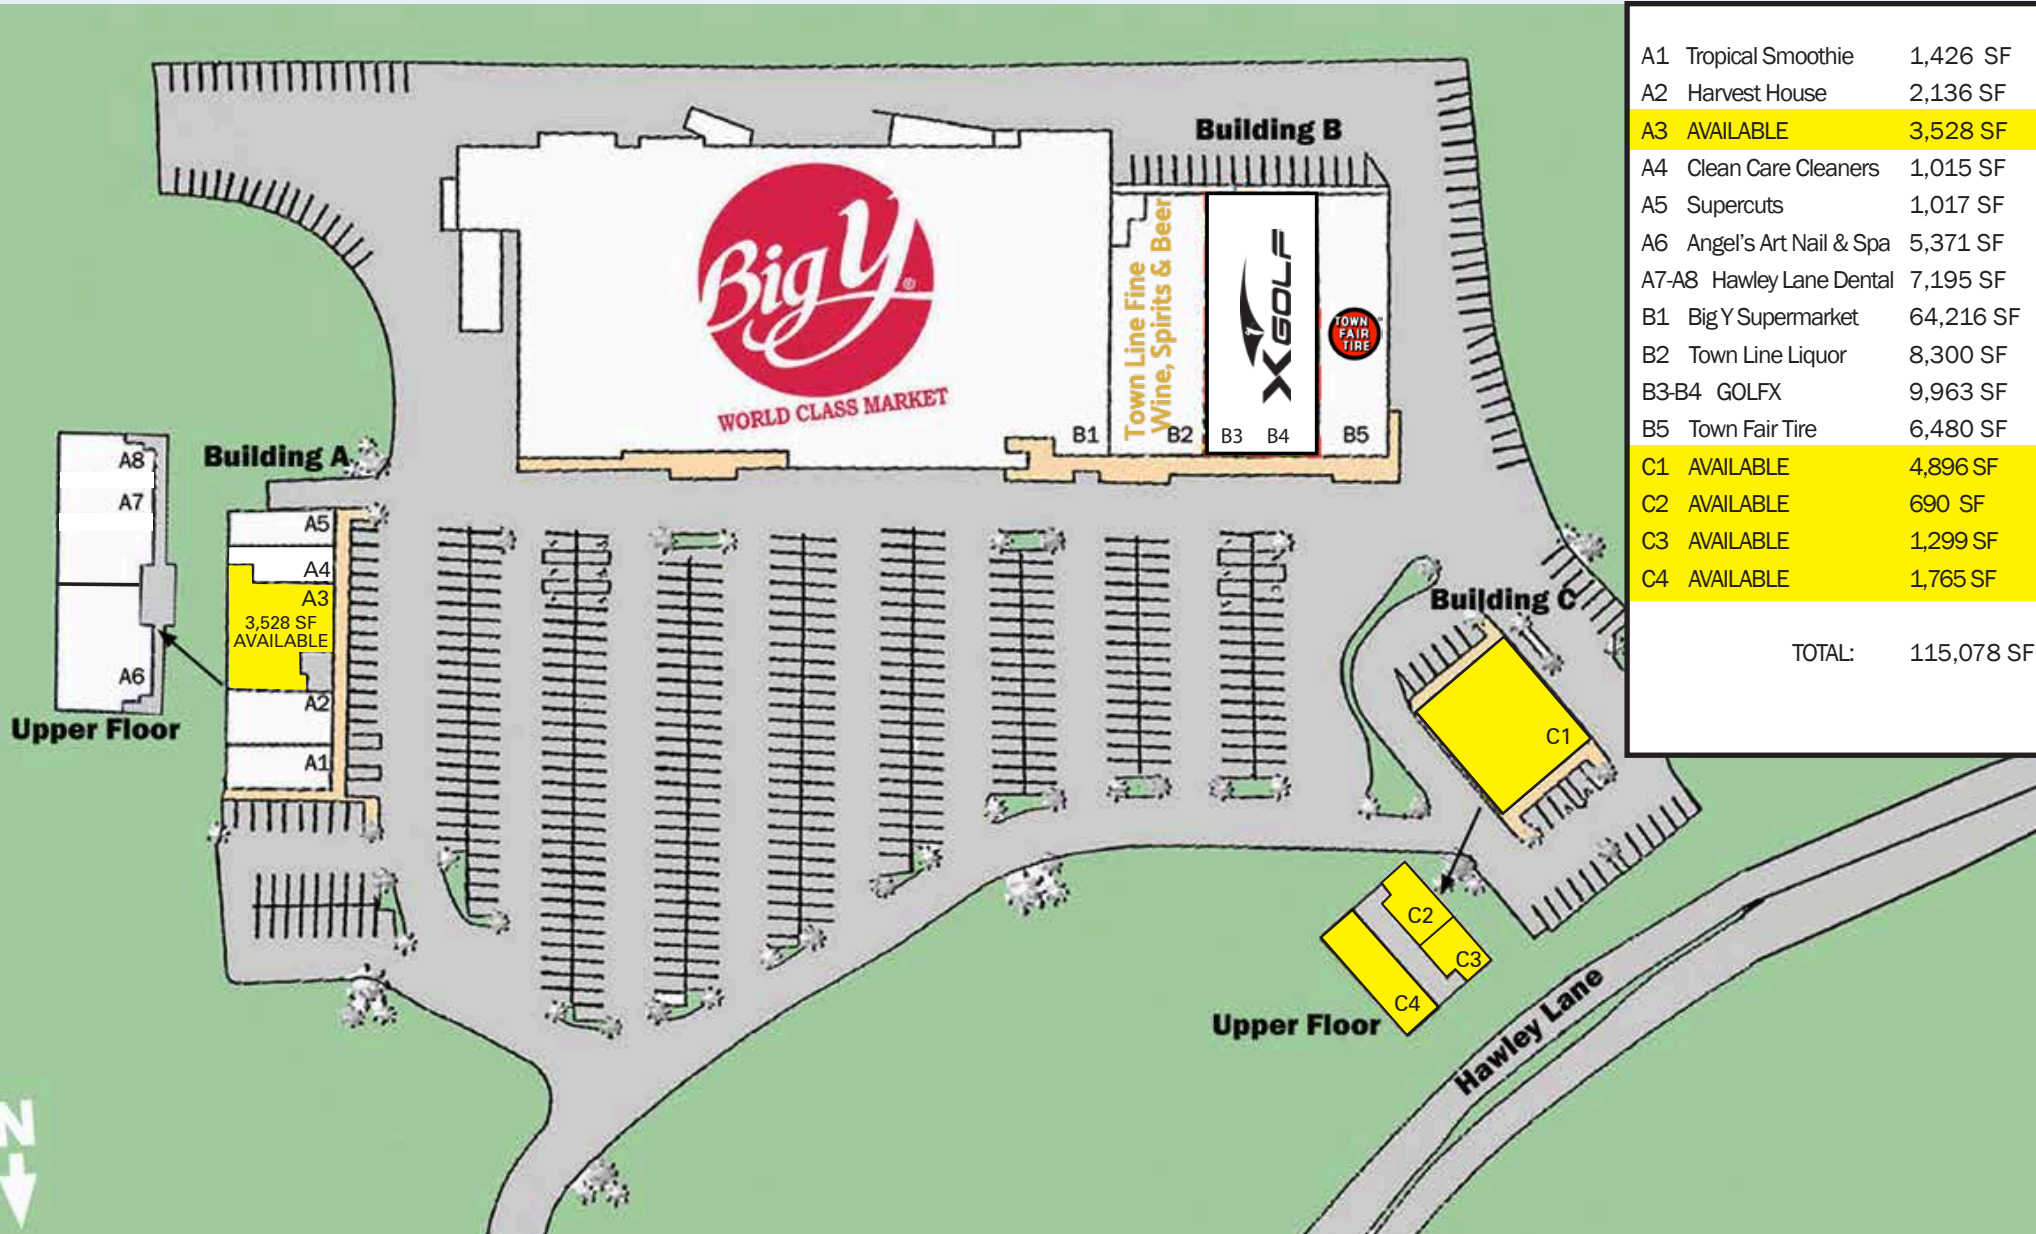 A1 Tropical Smoothie 1,426 SF
A2 Harvest House 2,136 SF
A3 AVAILABLE 3,528 SF
A4 Clean Care Cleaners 1,015 SF
A5 Supercuts 1,017 SF
A6 Angel's Art Nail & Spa 5,371 SF
A7-A8 Hawley Lane Dental 7,195 SF
B1 Big Y Supermarket 64,216 SF
B2 Town Line Liquor 8,300 SF
B3-B4 GOLFX 9,963 SF
B5 Town Fair Tire 6,480 SF
C1 AVAILABLE 4,896 SF
C2 AVAILABLE 690 SF
C3 AVAILABLE 1,299 SF
C4 AVAILABLE 1,765 SF
TOTAL: 115,078 SF
Building B
Big Y®
WORLD CLASS MARKET
Town Line Fine
Wine, Spirits & Beer
XGOLF
TOWN
FAIR
TIRE
B1
B2
B3
B4
B5
Building A
A8
A7
A6
Upper Floor
A5
A4
A3
3,528 SF
AVAILABLE
A2
A1
Building C
C1
C2
C3
C4
Upper Floor
Hawley Lane
N